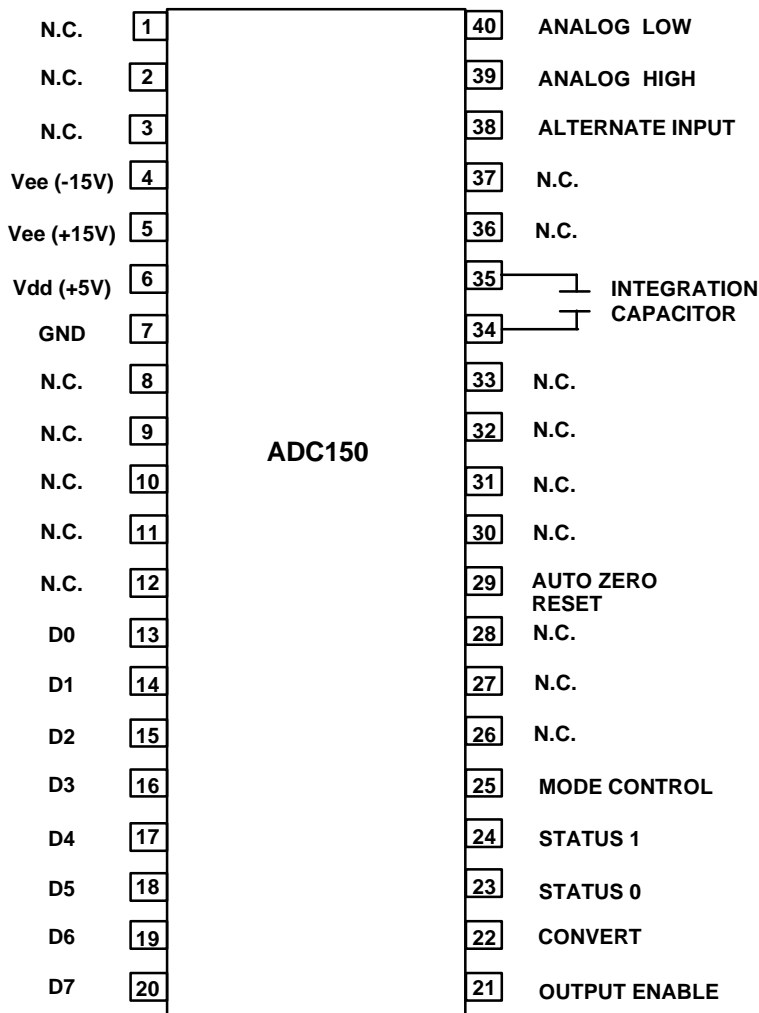 N.C. 1 40 ANALOG LOW
N.C. 2 39 ANALOG HIGH
N.C. 3 38 ALTERNATE INPUT
Vee (-15V) 4 37 N.C.
Vee (+15V) 5 36 N.C.
Vdd (+5V) 6 35 INTEGRATION
GND 7 34 CAPACITOR
N.C. 8 33 N.C.
N.C. 9 32 N.C.
ADC150
N.C. 10 31 N.C.
N.C. 11 30 N.C.
N.C. 12 29 AUTO ZERO
RESET
D0 13 28 N.C.
D1 14 27 N.C.
D2 15 26 N.C.
D3 16 25 MODE CONTROL
D4 17 24 STATUS 1
D5 18 23 STATUS 0
D6 19 22 CONVERT
D7 20 21 OUTPUT ENABLE